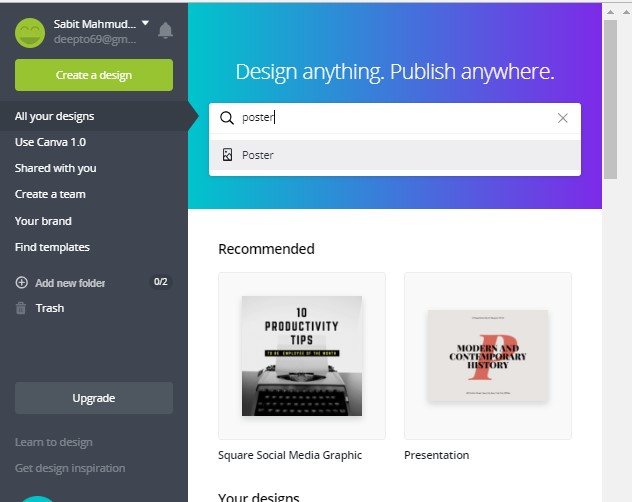 Sabit Mahmud...
deepto69@gm...
Create a design
All your designs
Use Canva 1.0
Shared with you
Create a team
Your brand
Find templates
Add new folder 0/2
Trash
Upgrade
Learn to design
Get design inspiration
Design anything. Publish anywhere.
poster
Poster
Recommended
10
PRODUCTIVITY
TIPS
TO BE EMPLOYEE OF THE MONTH
Square Social Media Graphic
P
MODERN AND
CONTEMPORARY
HISTORY
Presentation
Your designs